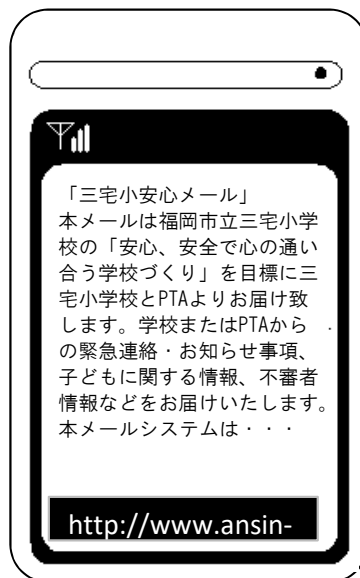 「三宅小安心メール」
本メールは福岡市立三宅小学
校の「安心、安全で心の通い
合う学校づくり」を目標に三
宅小学校とPTAよりお届け致
します。学校またはPTAから
の緊急連絡・お知らせ事項、
子どもに関する情報、不審者
情報などをお届けいたします。
本メールシステムは・・・
http://www.ansin-